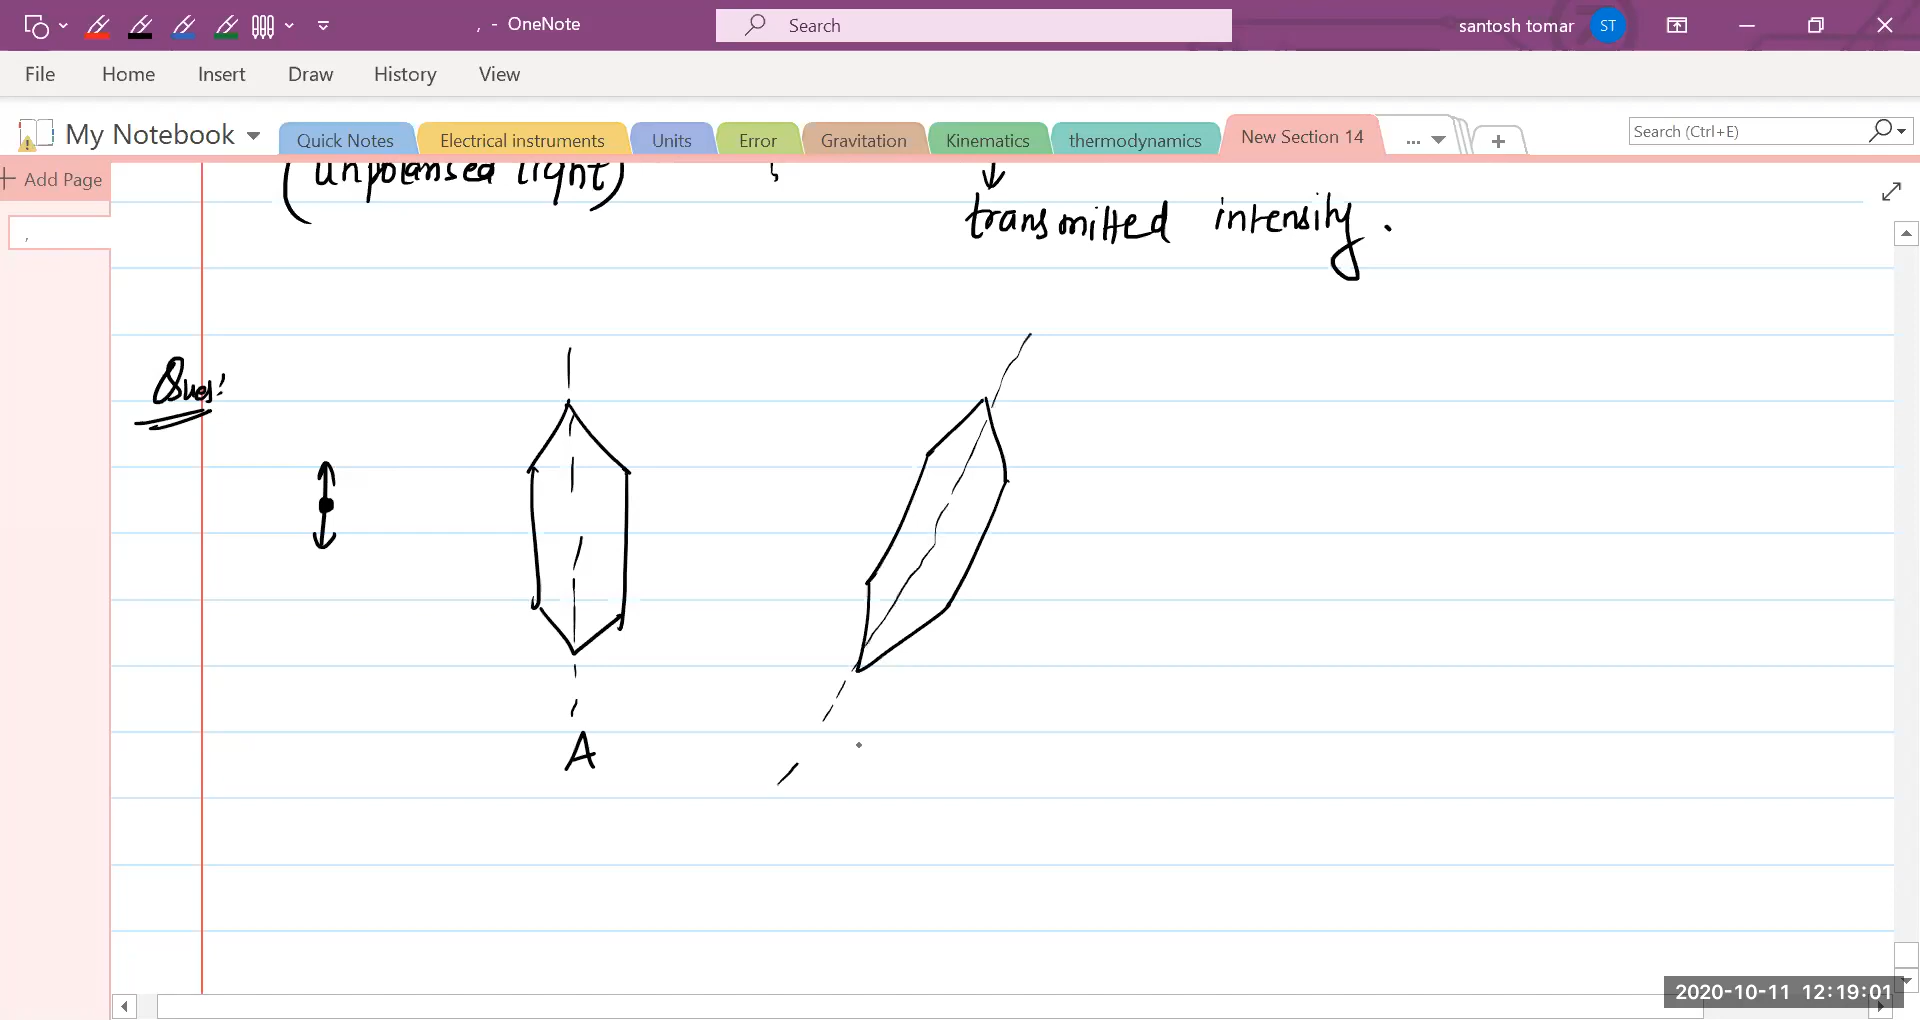 , - OneNote
Search
santosh tomar ST
File Home Insert Draw History View
My Notebook
Quick Notes Electrical instruments Units Error Gravitation Kinematics thermodynamics New Section 14 ...
Search (Ctrl+E)
Add Page
,
(unpolarised light)
transmitted intensity.
Ques:
A
2020-10-11 12:19:01